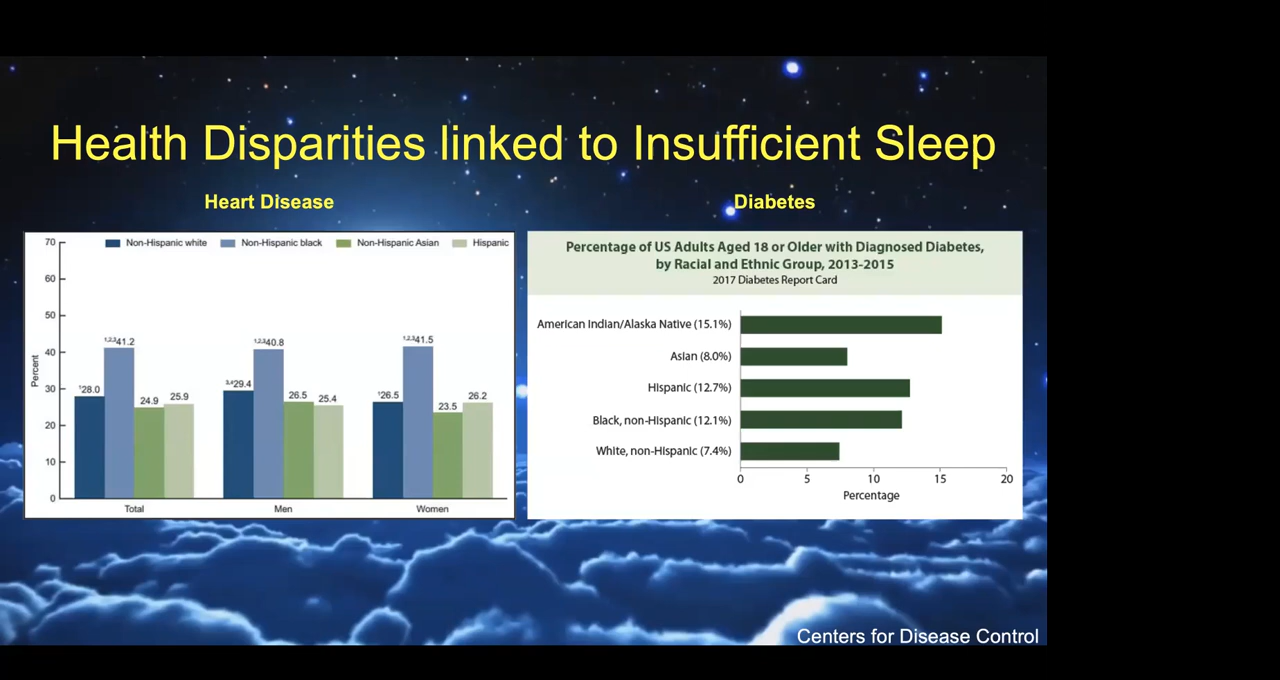 Health Disparities linked to Insufficient Sleep
Heart Disease
70
Non-Hispanic white
Non-Hispanic black
Non-Hispanic Asian
Hispanic
60
50
40
30
20
10
0
Percent
¹28.0
¹,²,³41.2
24.9
25.9
³,⁴29.4
¹,²,³40.8
26.5
25.4
¹26.5
¹,²,³41.5
23.5
26.2
Total
Men
Women
Diabetes
Percentage of US Adults Aged 18 or Older with Diagnosed Diabetes,
by Racial and Ethnic Group, 2013-2015
2017 Diabetes Report Card
American Indian/Alaska Native (15.1%)
Asian (8.0%)
Hispanic (12.7%)
Black, non-Hispanic (12.1%)
White, non-Hispanic (7.4%)
0 5 10 15 20
Percentage
Centers for Disease Control